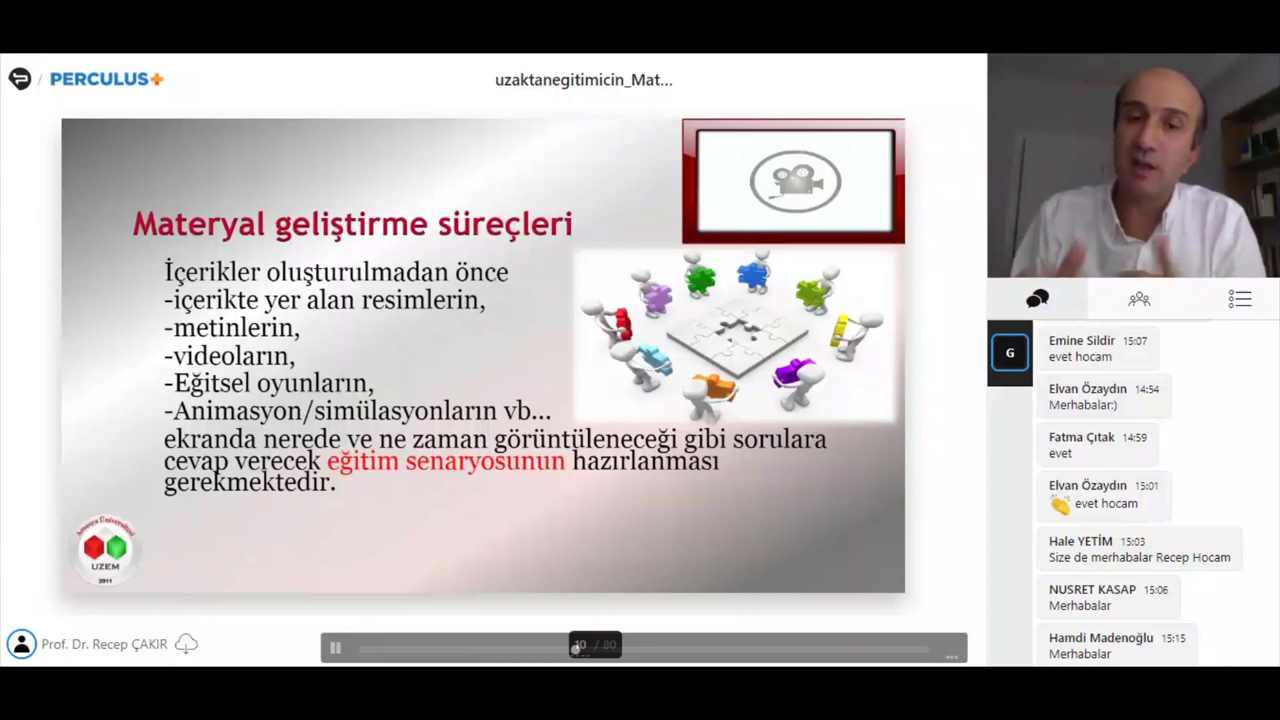 PERCULUS+
uzaktanegitimicin_Mat...
Materyal geliştirme süreçleri
İçerikler oluşturulmadan önce
-içerikte yer alan resimlerin,
-metinlerin,
-videoların,
-Eğitsel oyunların,
-Animasyon/simülasyonların vb...
ekranda nerede ve ne zaman görüntüleneceği gibi sorulara
cevap verecek eğitim senaryosunun hazırlanması
gerekmektedir.
Amasya Üniversitesi
UZEM
2011
Prof. Dr. Recep ÇAKIR
10 / 80
G
Emine Sildir 15:07
evet hocam
Elvan Özaydın 14:54
Merhabalar:)
Fatma Çıtak 14:59
evet
Elvan Özaydın 15:01
evet hocam
Hale YETİM 15:03
Size de merhabalar Recep Hocam
NUSRET KASAP 15:06
Merhabalar
Hamdi Madenoğlu 15:15
Merhabalar